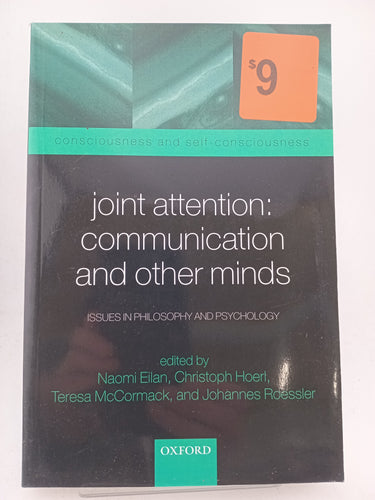 $9
consciousness and self-consciousness
joint attention:
communication
and other minds
ISSUES IN PHILOSOPHY AND PSYCHOLOGY
edited by
Naomi Eilan, Christoph Hoerl,
Teresa McCormack, and Johannes Roessler
OXFORD